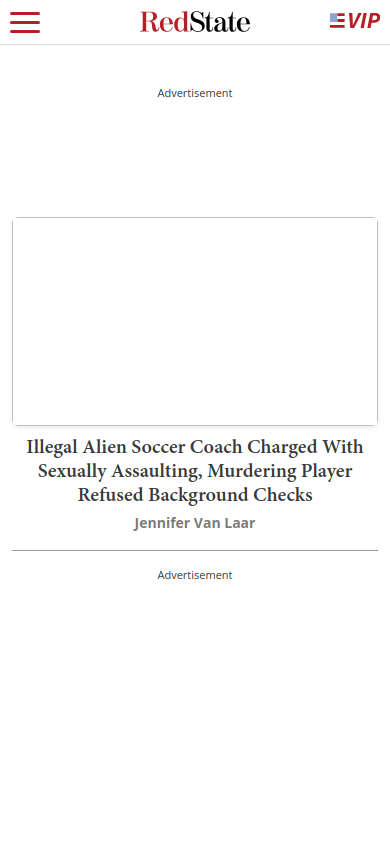 RedState
VIP
Advertisement
Illegal Alien Soccer Coach Charged With
Sexually Assaulting, Murdering Player
Refused Background Checks
Jennifer Van Laar
Advertisement